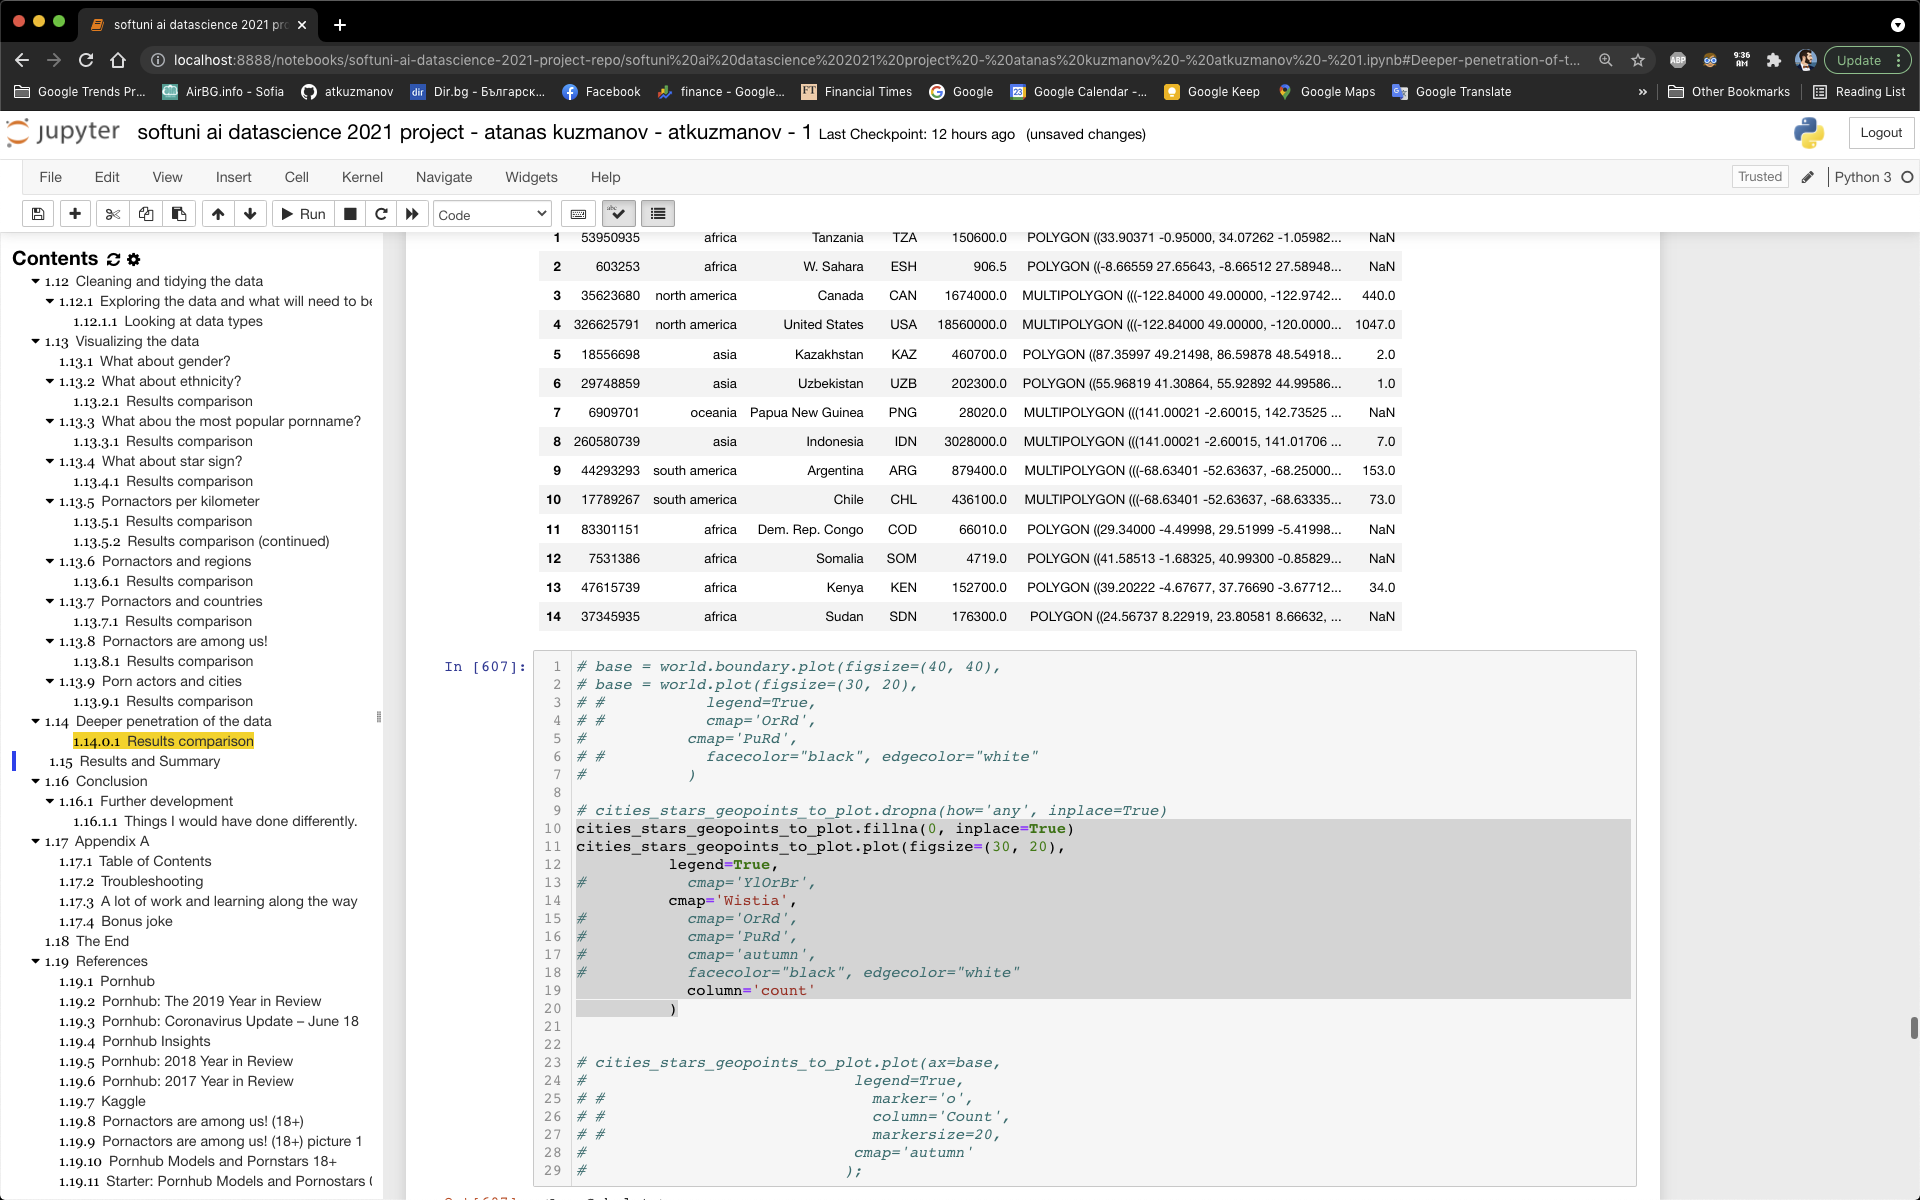 softuni ai datascience 2021 pro
localhost:8888/notebooks/softuni-ai-datascience-2021-project-repo/softuni%20ai%20datascience%202021%20project%20-%20atanas%20kuzmanov%20-%20atkuzmanov%20-%201.ipynb#Deeper-penetration-of-t...
ABP
9:36 AM
Update
Google Trends Pr...
AirBG.info - Sofia
atkuzmanov
dir Dir.bg - Българск...
Facebook
finance - Google...
FT Financial Times
Google
Google Calendar -...
Google Keep
Google Maps
Google Translate
» Other Bookmarks
Reading List
jupyter softuni ai datascience 2021 project - atanas kuzmanov - atkuzmanov - 1 Last Checkpoint: 12 hours ago (unsaved changes)
Logout
File Edit View Insert Cell Kernel Navigate Widgets Help
Trusted Python 3
Run Code
Contents
1.12 Cleaning and tidying the data
1.12.1 Exploring the data and what will need to be
1.12.1.1 Looking at data types
1.13 Visualizing the data
1.13.1 What about gender?
1.13.2 What about ethnicity?
1.13.2.1 Results comparison
1.13.3 What abou the most popular pornname?
1.13.3.1 Results comparison
1.13.4 What about star sign?
1.13.4.1 Results comparison
1.13.5 Pornactors per kilometer
1.13.5.1 Results comparison
1.13.5.2 Results comparison (continued)
1.13.6 Pornactors and regions
1.13.6.1 Results comparison
1.13.7 Pornactors and countries
1.13.7.1 Results comparison
1.13.8 Pornactors are among us!
1.13.8.1 Results comparison
1.13.9 Porn actors and cities
1.13.9.1 Results comparison
1.14 Deeper penetration of the data
1.14.0.1 Results comparison
1.15 Results and Summary
1.16 Conclusion
1.16.1 Further development
1.16.1.1 Things I would have done differently.
1.17 Appendix A
1.17.1 Table of Contents
1.17.2 Troubleshooting
1.17.3 A lot of work and learning along the way
1.17.4 Bonus joke
1.18 The End
1.19 References
1.19.1 Pornhub
1.19.2 Pornhub: The 2019 Year in Review
1.19.3 Pornhub: Coronavirus Update – June 18
1.19.4 Pornhub Insights
1.19.5 Pornhub: 2018 Year in Review
1.19.6 Pornhub: 2017 Year in Review
1.19.7 Kaggle
1.19.8 Pornactors are among us! (18+)
1.19.9 Pornactors are among us! (18+) picture 1
1.19.10 Pornhub Models and Pornstars 18+
1.19.11 Starter: Pornhub Models and Pornostars
1 53950935 africa Tanzania TZA 150600.0 POLYGON ((33.90371 -0.95000, 34.07262 -1.05982... NaN
2 603253 africa W. Sahara ESH 906.5 POLYGON ((-8.66559 27.65643, -8.66512 27.58948... NaN
3 35623680 north america Canada CAN 1674000.0 MULTIPOLYGON (((-122.84000 49.00000, -122.9742... 440.0
4 326625791 north america United States USA 18560000.0 MULTIPOLYGON (((-122.84000 49.00000, -120.0000... 1047.0
5 18556698 asia Kazakhstan KAZ 460700.0 POLYGON ((87.35997 49.21498, 86.59878 48.54918... 2.0
6 29748859 asia Uzbekistan UZB 202300.0 POLYGON ((55.96819 41.30864, 55.92892 44.99586... 1.0
7 6909701 oceania Papua New Guinea PNG 28020.0 MULTIPOLYGON (((141.00021 -2.60015, 142.73525 ... NaN
8 260580739 asia Indonesia IDN 3028000.0 MULTIPOLYGON (((141.00021 -2.60015, 141.01706 ... 7.0
9 44293293 south america Argentina ARG 879400.0 MULTIPOLYGON (((-68.63401 -52.63637, -68.25000... 153.0
10 17789267 south america Chile CHL 436100.0 MULTIPOLYGON (((-68.63401 -52.63637, -68.63335... 73.0
11 83301151 africa Dem. Rep. Congo COD 66010.0 POLYGON ((29.34000 -4.49998, 29.51999 -5.41998... NaN
12 7531386 africa Somalia SOM 4719.0 POLYGON ((41.58513 -1.68325, 40.99300 -0.85829... NaN
13 47615739 africa Kenya KEN 152700.0 POLYGON ((39.20222 -4.67677, 37.76690 -3.67712... 34.0
14 37345935 africa Sudan SDN 176300.0 POLYGON ((24.56737 8.22919, 23.80581 8.66632, ... NaN
In [607]:
1 # base = world.boundary.plot(figsize=(40, 40),
2 # base = world.plot(figsize=(30, 20),
3 # # legend=True,
4 # # cmap='OrRd',
5 # cmap='PuRd',
6 # # facecolor="black", edgecolor="white"
7 # )
8
9 # cities_stars_geopoints_to_plot.dropna(how='any', inplace=True)
10 cities_stars_geopoints_to_plot.fillna(0, inplace=True)
11 cities_stars_geopoints_to_plot.plot(figsize=(30, 20),
12 legend=True,
13 # cmap='YlOrBr',
14 cmap='Wistia',
15 # cmap='OrRd',
16 # cmap='PuRd',
17 # cmap='autumn',
18 # facecolor="black", edgecolor="white"
19 column='count'
20 )
21
22
23 # cities_stars_geopoints_to_plot.plot(ax=base,
24 # legend=True,
25 # # marker='o',
26 # # column='Count',
27 # # markersize=20,
28 # cmap='autumn'
29 # );